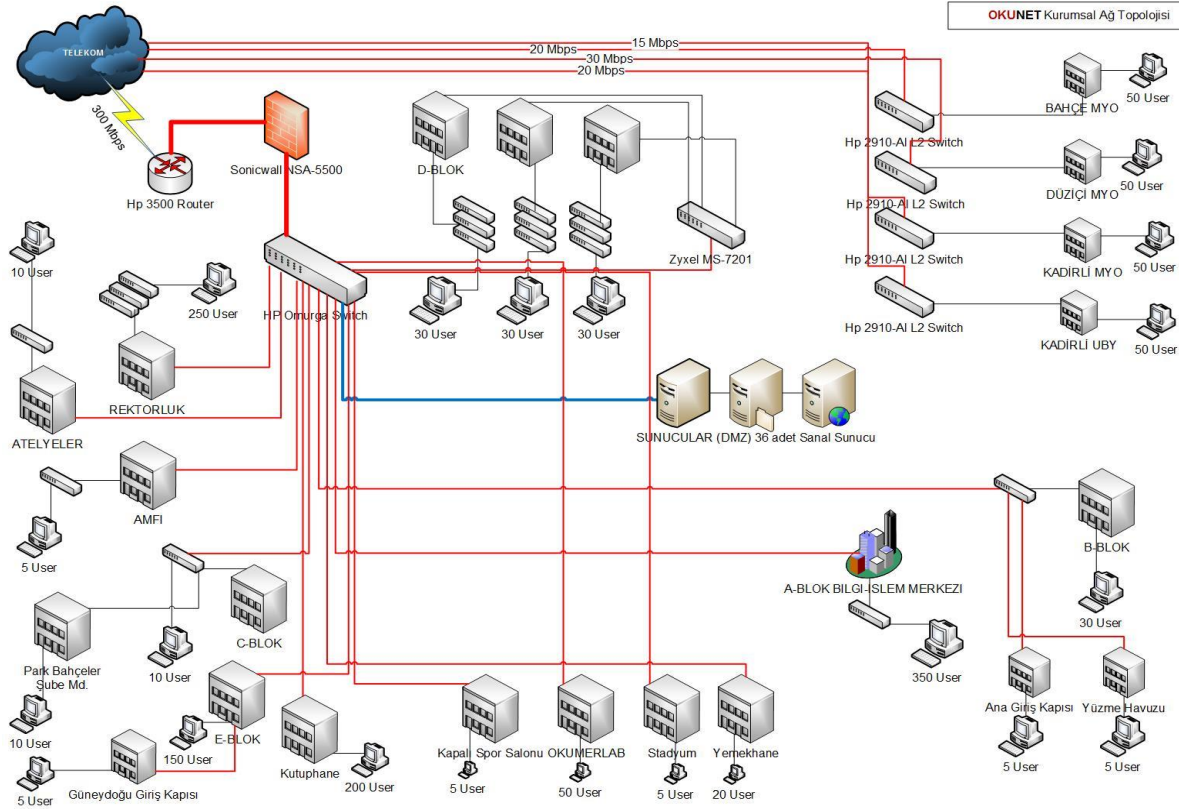 OKUNET Kurumsal Ağ Topolojisi
TELEKOM
15 Mbps
20 Mbps
30 Mbps
20 Mbps
300 Mbps
Hp 3500 Router
Sonicwall NSA-5500
D-BLOK
Zyxel MS-7201
Hp 2910-Al L2 Switch
Hp 2910-Al L2 Switch
Hp 2910-Al L2 Switch
Hp 2910-Al L2 Switch
50 User
BAHÇE MYO
50 User
DÜZİÇİ MYO
50 User
KADİRLİ MYO
50 User
KADİRLİ UBY
10 User
250 User
HP Omurga Switch
30 User
30 User
30 User
REKTORLUK
ATELYELER
SUNUCULAR (DMZ) 36 adet Sanal Sunucu
AMFI
5 User
B-BLOK
30 User
A-BLOK BILGI-ISLEM MERKEZI
350 User
C-BLOK
10 User
Park Bahçeler
Şube Md.
10 User
E-BLOK
150 User
5 User
Güneydoğu Giriş Kapısı
Kutuphane
200 User
Kapalı Spor Salonu
5 User
OKUMERLAB
50 User
Stadyum
5 User
Yemekhane
20 User
Ana Giriş Kapısı
5 User
Yüzme Havuzu
5 User